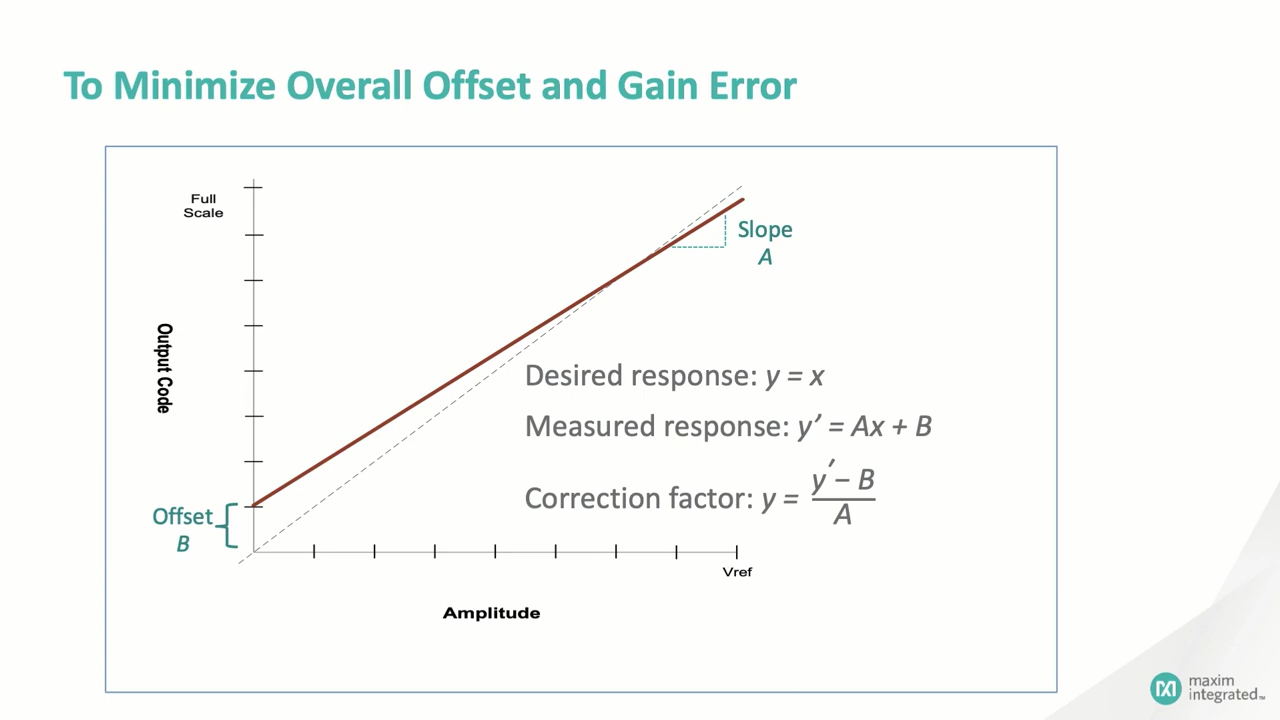 To Minimize Overall Offset and Gain Error
Full
Scale
Slope
A
Output Code
Desired response: y = x
Measured response: y’ = Ax + B
Correction factor: y = (y′ – B)/A
Offset
B
Vref
Amplitude
maxim
integrated™